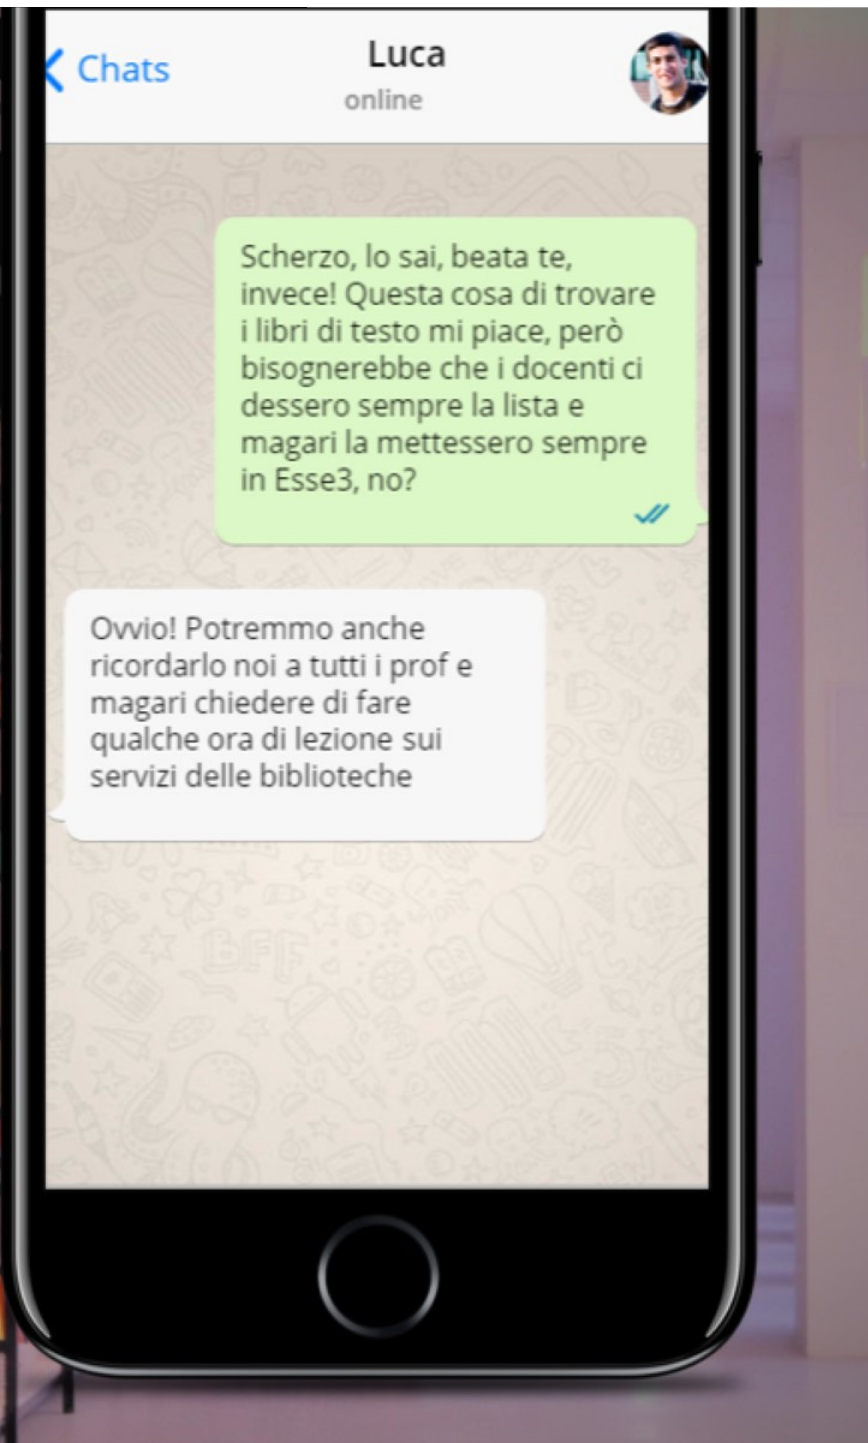 Chats
Luca
online
Scherzo, lo sai, beata te,
invece! Questa cosa di trovare
i libri di testo mi piace, però
bisognerebbe che i docenti ci
dessero sempre la lista e
magari la mettessero sempre
in Esse3, no?
Ovvio! Potremmo anche
ricordarlo noi a tutti i prof e
magari chiedere di fare
qualche ora di lezione sui
servizi delle biblioteche
BFF